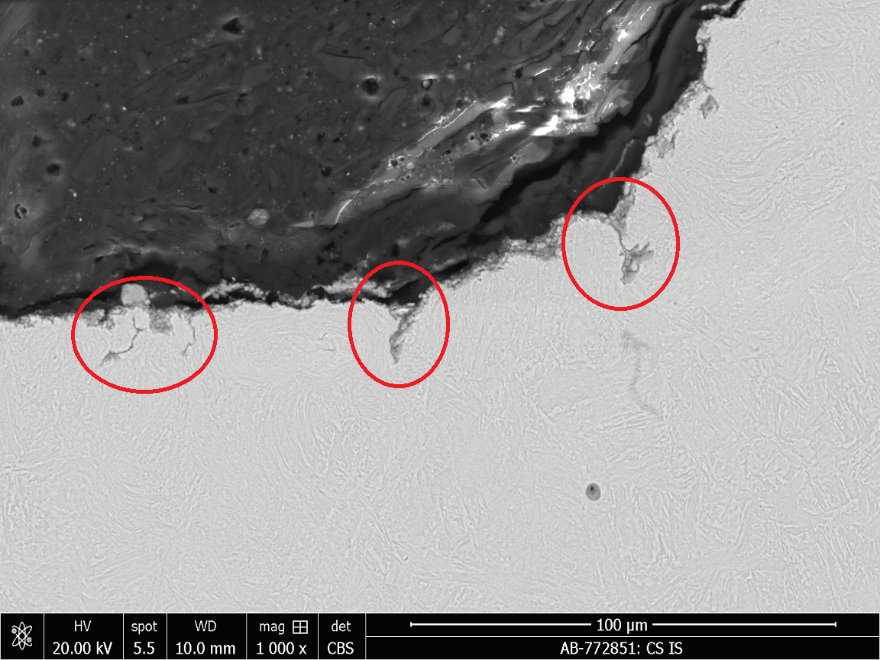 HV spot WD mag det 100 µm
20.00 kV 5.5 10.0 mm 1 000 x CBS AB-772851: CS IS